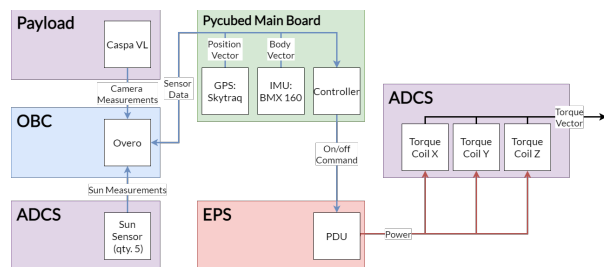 Payload
Caspa VL
Camera
Measurements
OBC
Overo
Sun Measurements
ADCS
Sun
Sensor
(qty. 5)
Sensor
Data
Pycubed Main Board
Position
Vector
Body
Vector
GPS:
Skytraq
IMU:
BMX 160
Controller
On/off
Command
EPS
PDU
Power
ADCS
Torque
Coil X
Torque
Coil Y
Torque
Coil Z
Torque
Vector